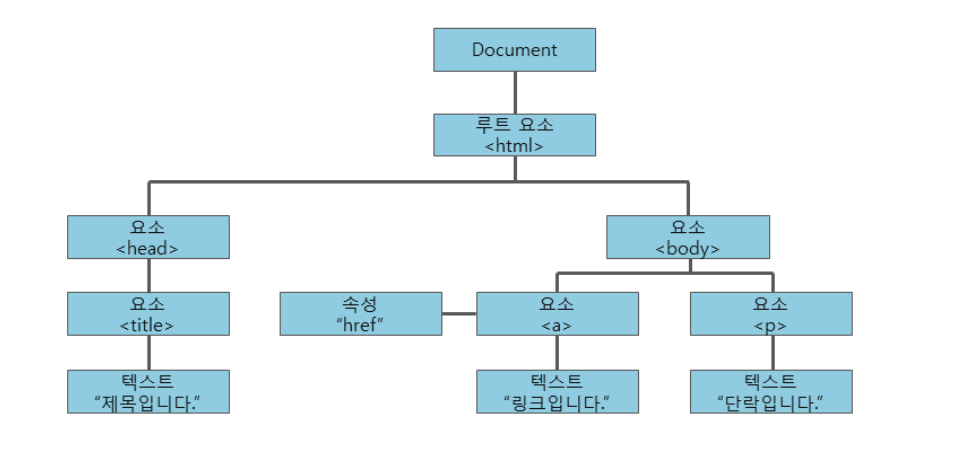 Document
루트 요소
<html>
요소
<head>
요소
<body>
요소
<title>
속성
“href”
요소
<a>
요소
<p>
텍스트
“제목입니다.”
텍스트
“링크입니다.”
텍스트
“단락입니다.”